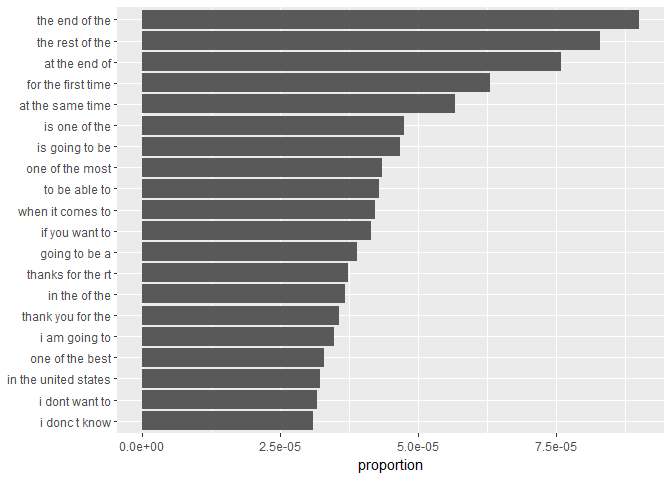 the end of the
the rest of the
at the end of
for the first time
at the same time
is one of the
is going to be
one of the most
to be able to
when it comes to
if you want to
going to be a
thanks for the rt
in the of the
thank you for the
i am going to
one of the best
in the united states
i dont want to
i donc t know
0.0e+00 2.5e-05 5.0e-05 7.5e-05
proportion